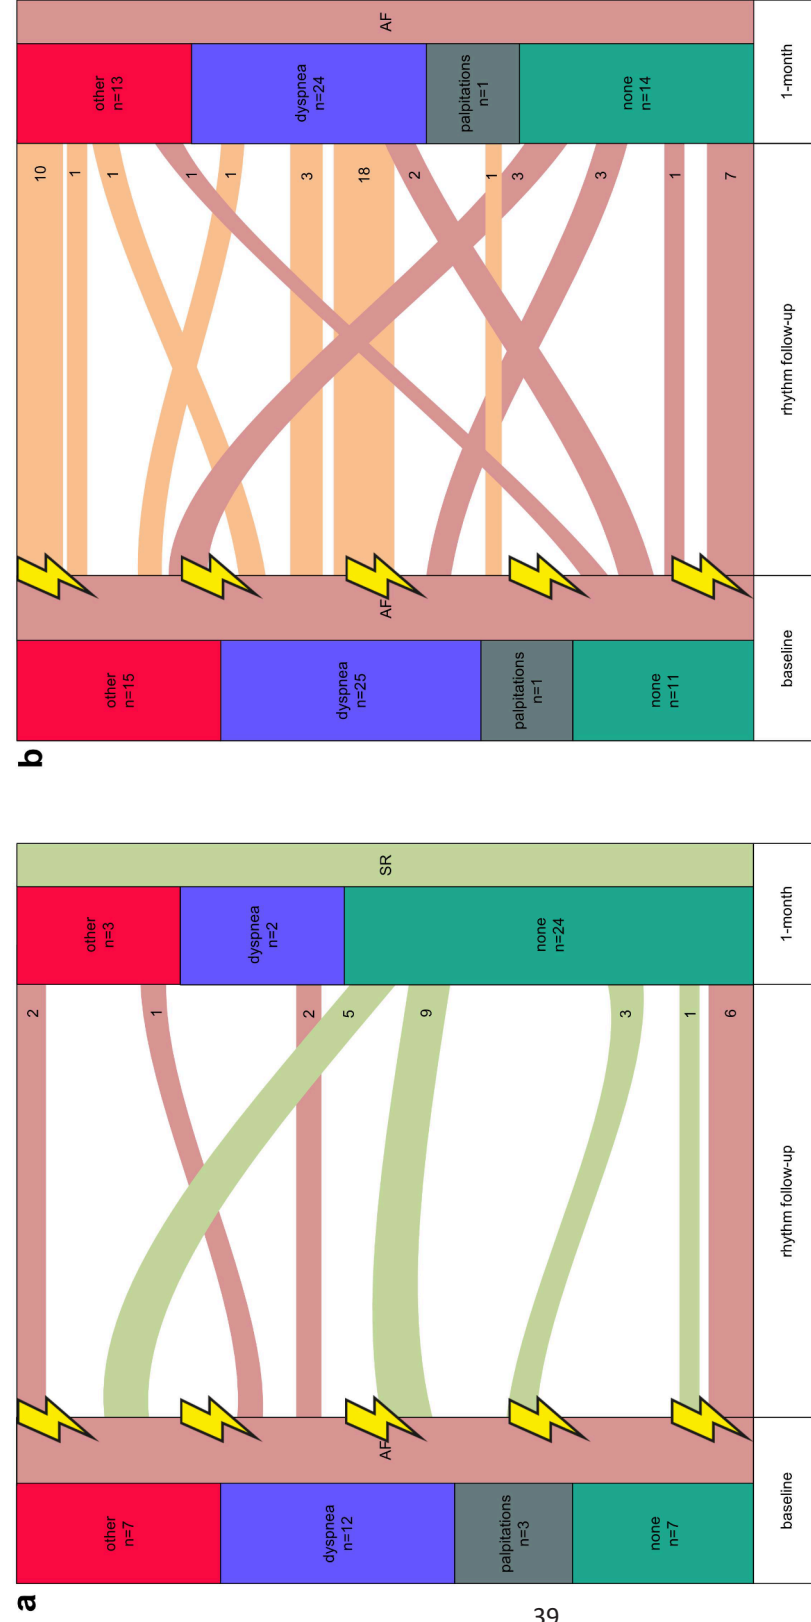 a
other
n=7
dyspnea
n=12
palpitations
n=3
none
n=7
AF
2
1
2
5
9
3
1
6
other
n=3
dyspnea
n=2
none
n=24
SR
baseline
rhythm follow-up
1-month
b
other
n=15
dyspnea
n=25
palpitations
n=1
none
n=11
AF
10
1
1
1
1
3
18
2
1
3
3
1
7
other
n=13
dyspnea
n=24
palpitations
n=1
none
n=14
AF
baseline
rhythm follow-up
1-month
39